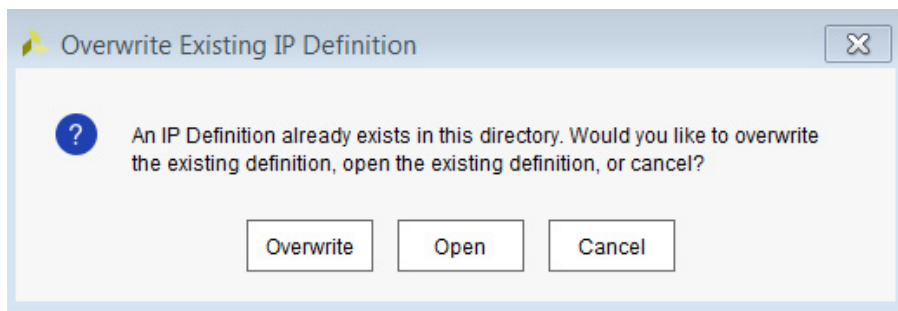 Overwrite Existing IP Definition
?
An IP Definition already exists in this directory. Would you like to overwrite
the existing definition, open the existing definition, or cancel?
Overwrite Open Cancel